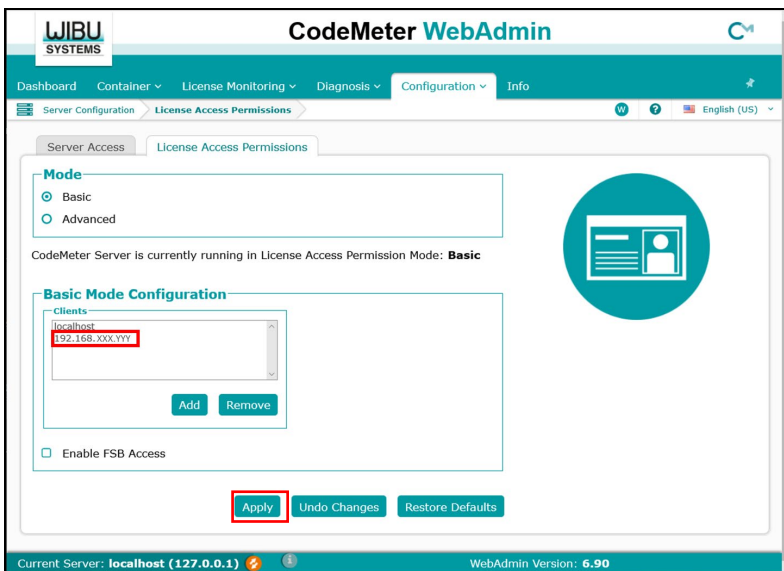 WIBU
SYSTEMS
CodeMeter WebAdmin
Dashboard Container License Monitoring Diagnosis Configuration Info
Server Configuration License Access Permissions W ? English (US)
Server Access License Access Permissions
Mode
Basic
Advanced
CodeMeter Server is currently running in License Access Permission Mode: Basic
Basic Mode Configuration
Clients
localhost
192.168.XXX.YYY
Add Remove
Enable FSB Access
Apply Undo Changes Restore Defaults
Current Server: localhost (127.0.0.1) i WebAdmin Version: 6.90